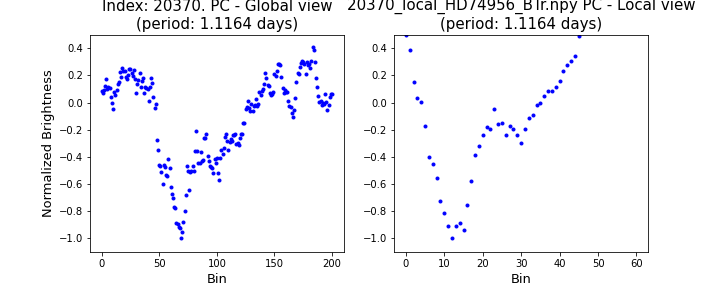 Index: 20370. PC - Global view
(period: 1.1164 days)
20370_local_HD74956_BTfr.npy PC - Local view
(period: 1.1164 days)
Normalized Brightness
0.4
0.2
0.0
−0.2
−0.4
−0.6
−0.8
−1.0
0 50 100 150 200
Bin
0.4
0.2
0.0
−0.2
−0.4
−0.6
−0.8
−1.0
0 10 20 30 40 50 60
Bin